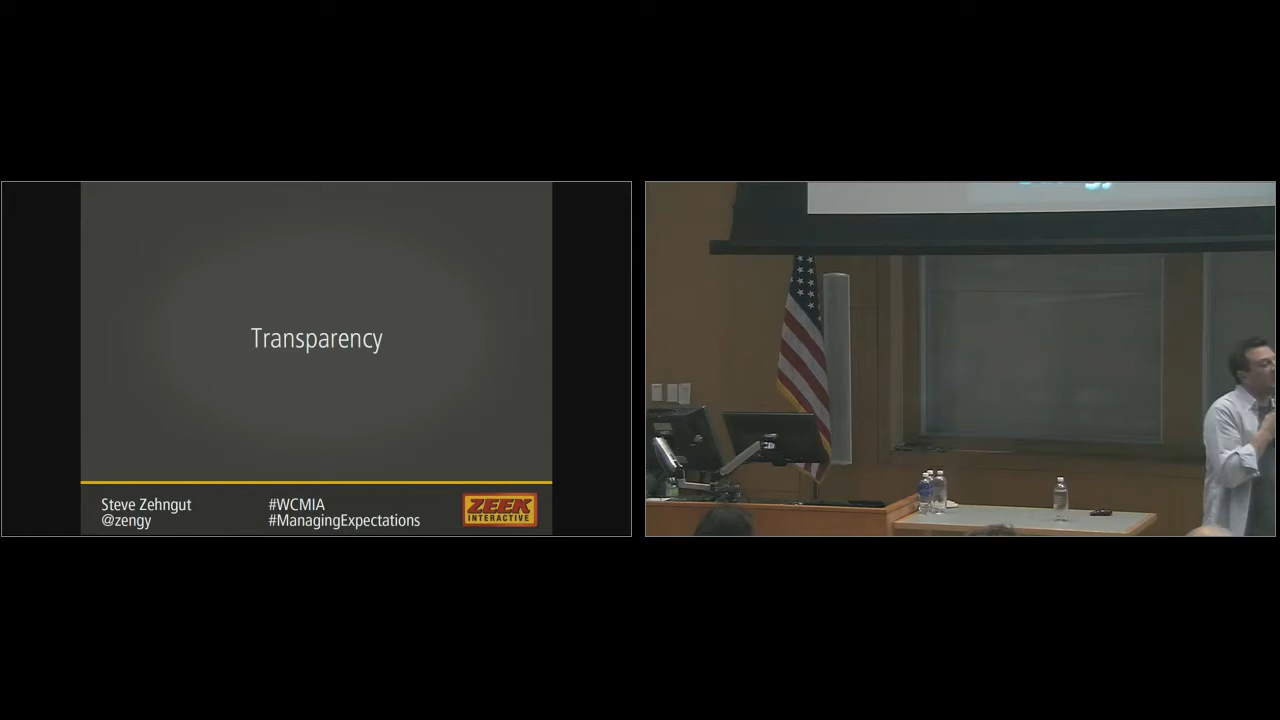 Transparency
Steve Zehngut
@zengy
#WCMIA
#ManagingExpectations
ZEEK
INTERACTIVE